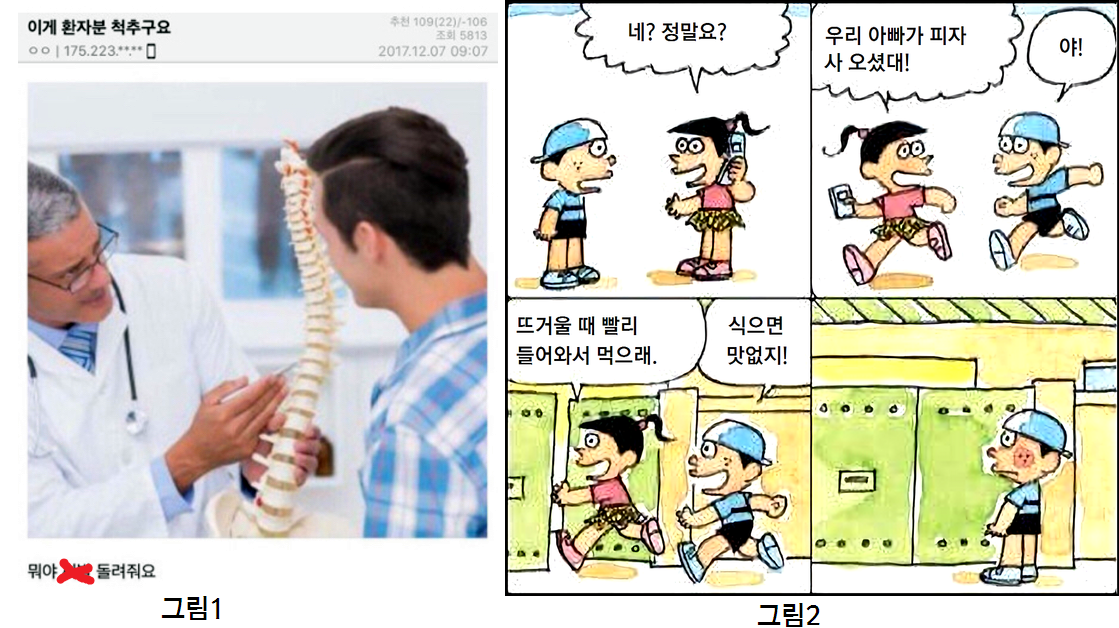 이게 환자분 척추구요
ㅇㅇ | 175.223.**.**
추천 109(22)/-106
조회 5813
2017.12.07 09:07
뭐야 돌려줘요
그림1
네? 정말요?
우리 아빠가 피자
사 오셨대!
야!
뜨거울 때 빨리
들어와서 먹으래.
식으면
맛없지!
그림2